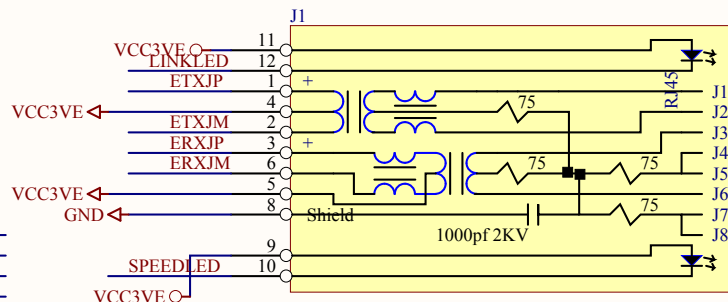 J1
VCC3VE 11
LINKLED 12
ETXJP 1 + J1
VCC3VE 4 75 J2
ETXJM 2 J3
ERXJP 3 + J4
ERXJM 6 75 75 J5
VCC3VE 5 J6
GND 8 Shield 75 J7
1000pf 2KV J8
9
SPEEDLED 10
VCC3VE
RJ45